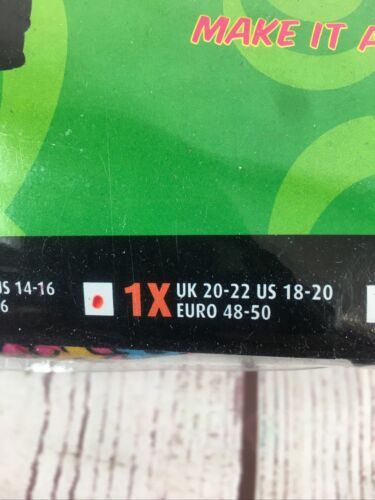 MAKE IT A
US 14-16
6
1X
UK 20-22 US 18-20
EURO 48-50